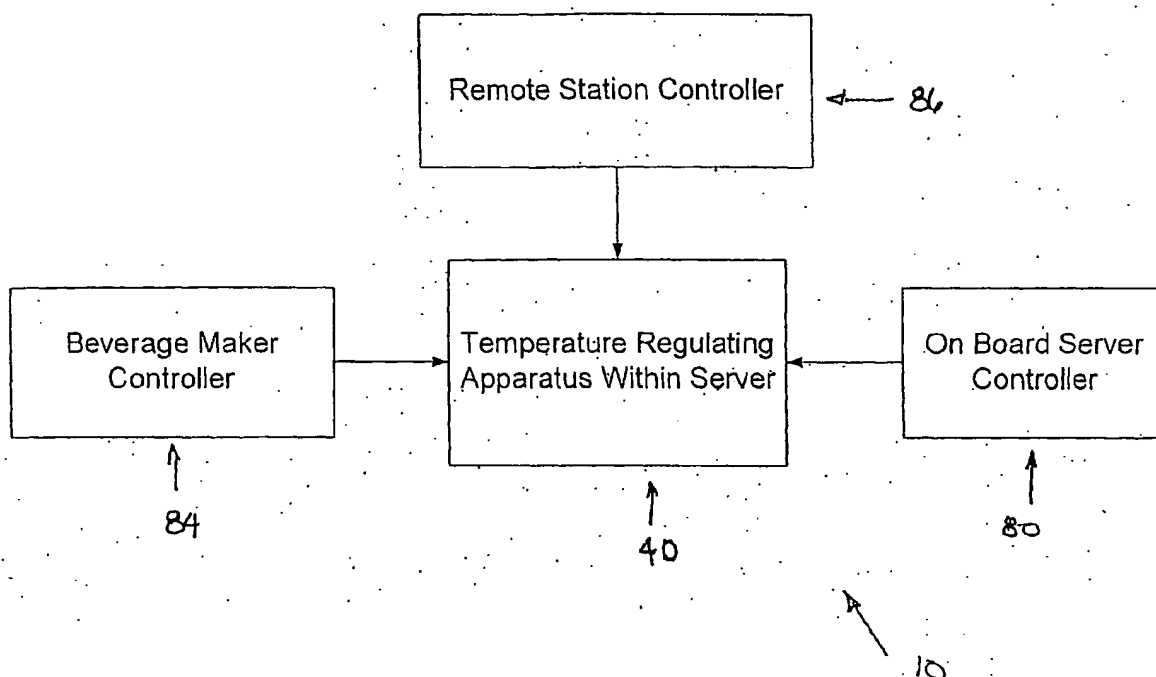 Remote Station Controller
86
Beverage Maker
Controller
Temperature Regulating
Apparatus Within Server
On Board Server
Controller
84
40
80
10